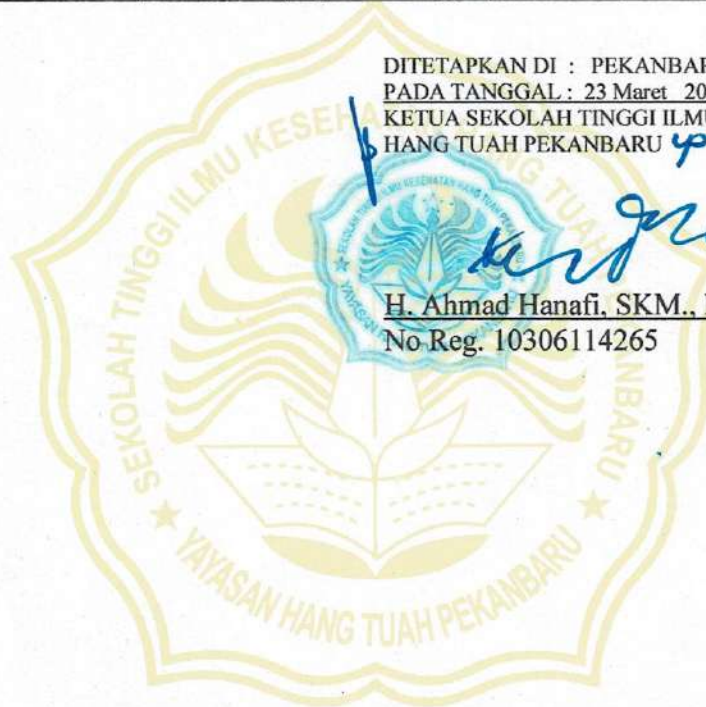 DITETAPKAN DI : PEKANBAR
PADA TANGGAL : 23 Maret 20
KETUA SEKOLAH TINGGI ILMU
HANG TUAH PEKANBARU
H. Ahmad Hanafi, SKM.,
No Reg. 10306114265
SEKOLAH TINGGI ILMU KESEHATAN HANG TUAH PEKANBARU
YAYASAN HANG TUAH PEKANBARU